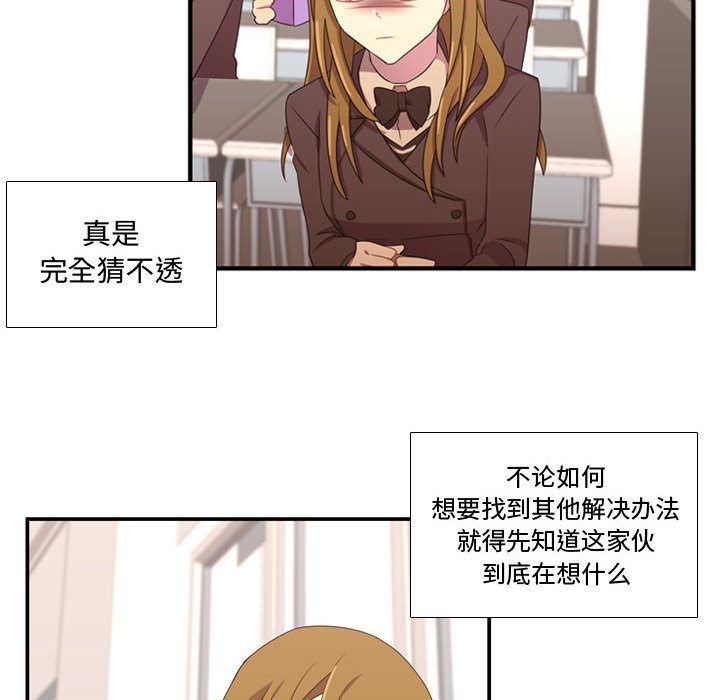 真是
完全猜不透
不论如何
想要找到其他解决办法
就得先知道这家伙
到底在想什么